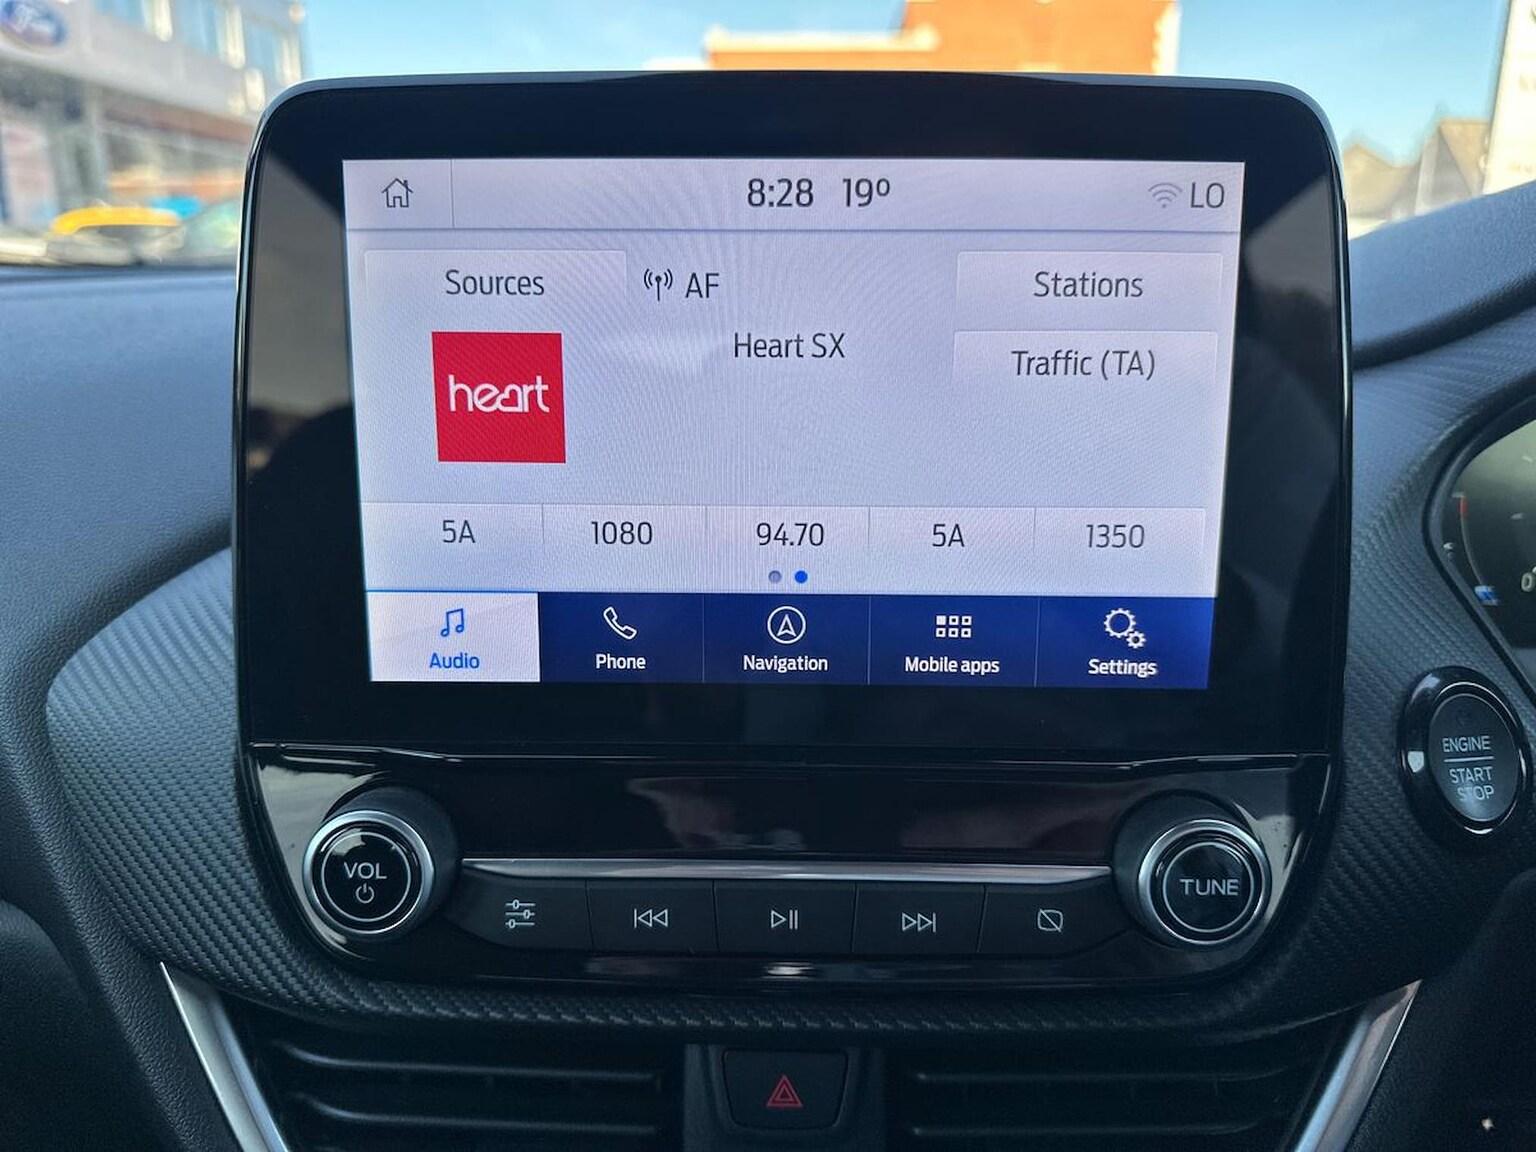 Ford
8:28 19º LO
Sources AF Stations
Heart SX
Traffic (TA)
heart
5A 1080 94.70 5A 1350
Audio Phone Navigation Mobile apps Settings
ENGINE
START
STOP
VOL
TUNE